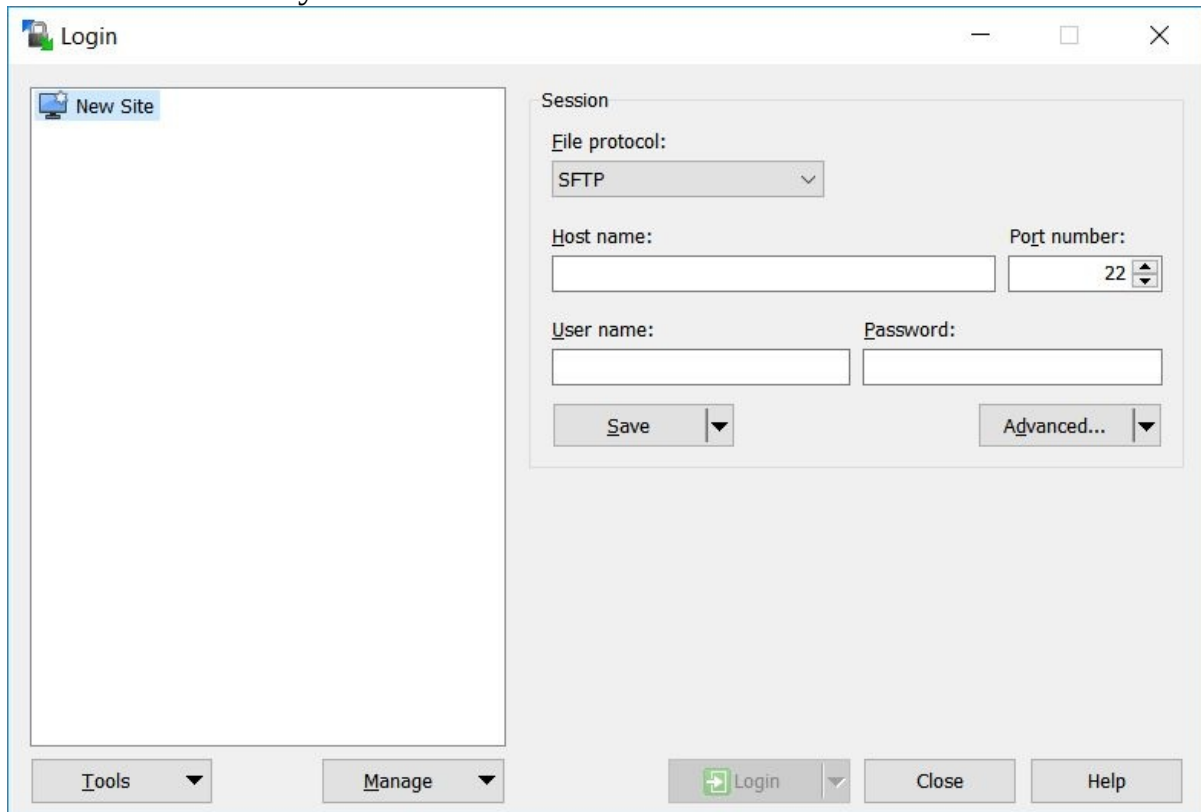 Login
New Site
Session
File protocol:
SFTP
Host name: Port number:
22
User name: Password:
Save Advanced...
Tools Manage Login Close Help